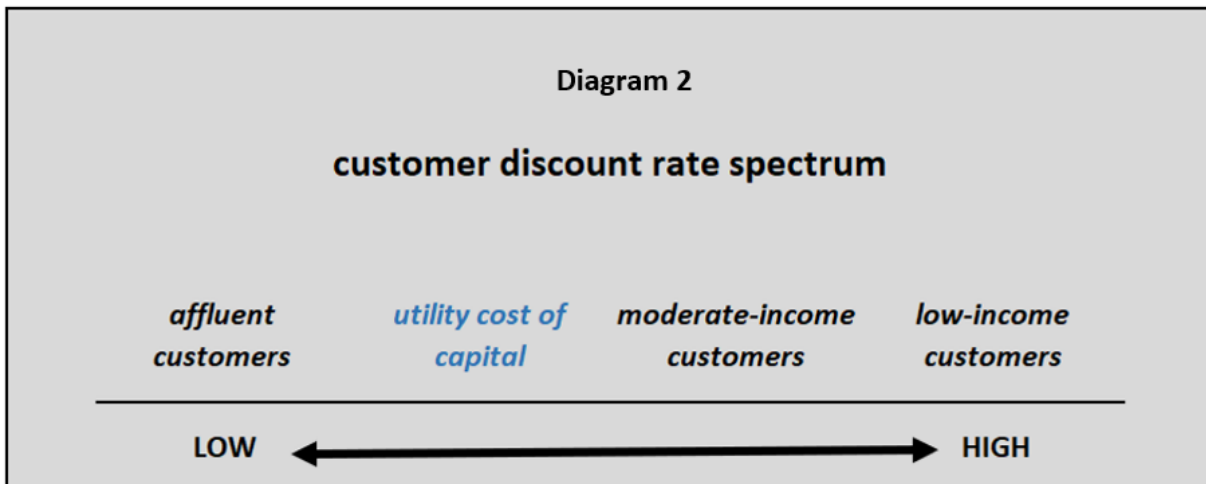 Diagram 2
customer discount rate spectrum
affluent customers
utility cost of capital
moderate-income customers
low-income customers
LOW
HIGH